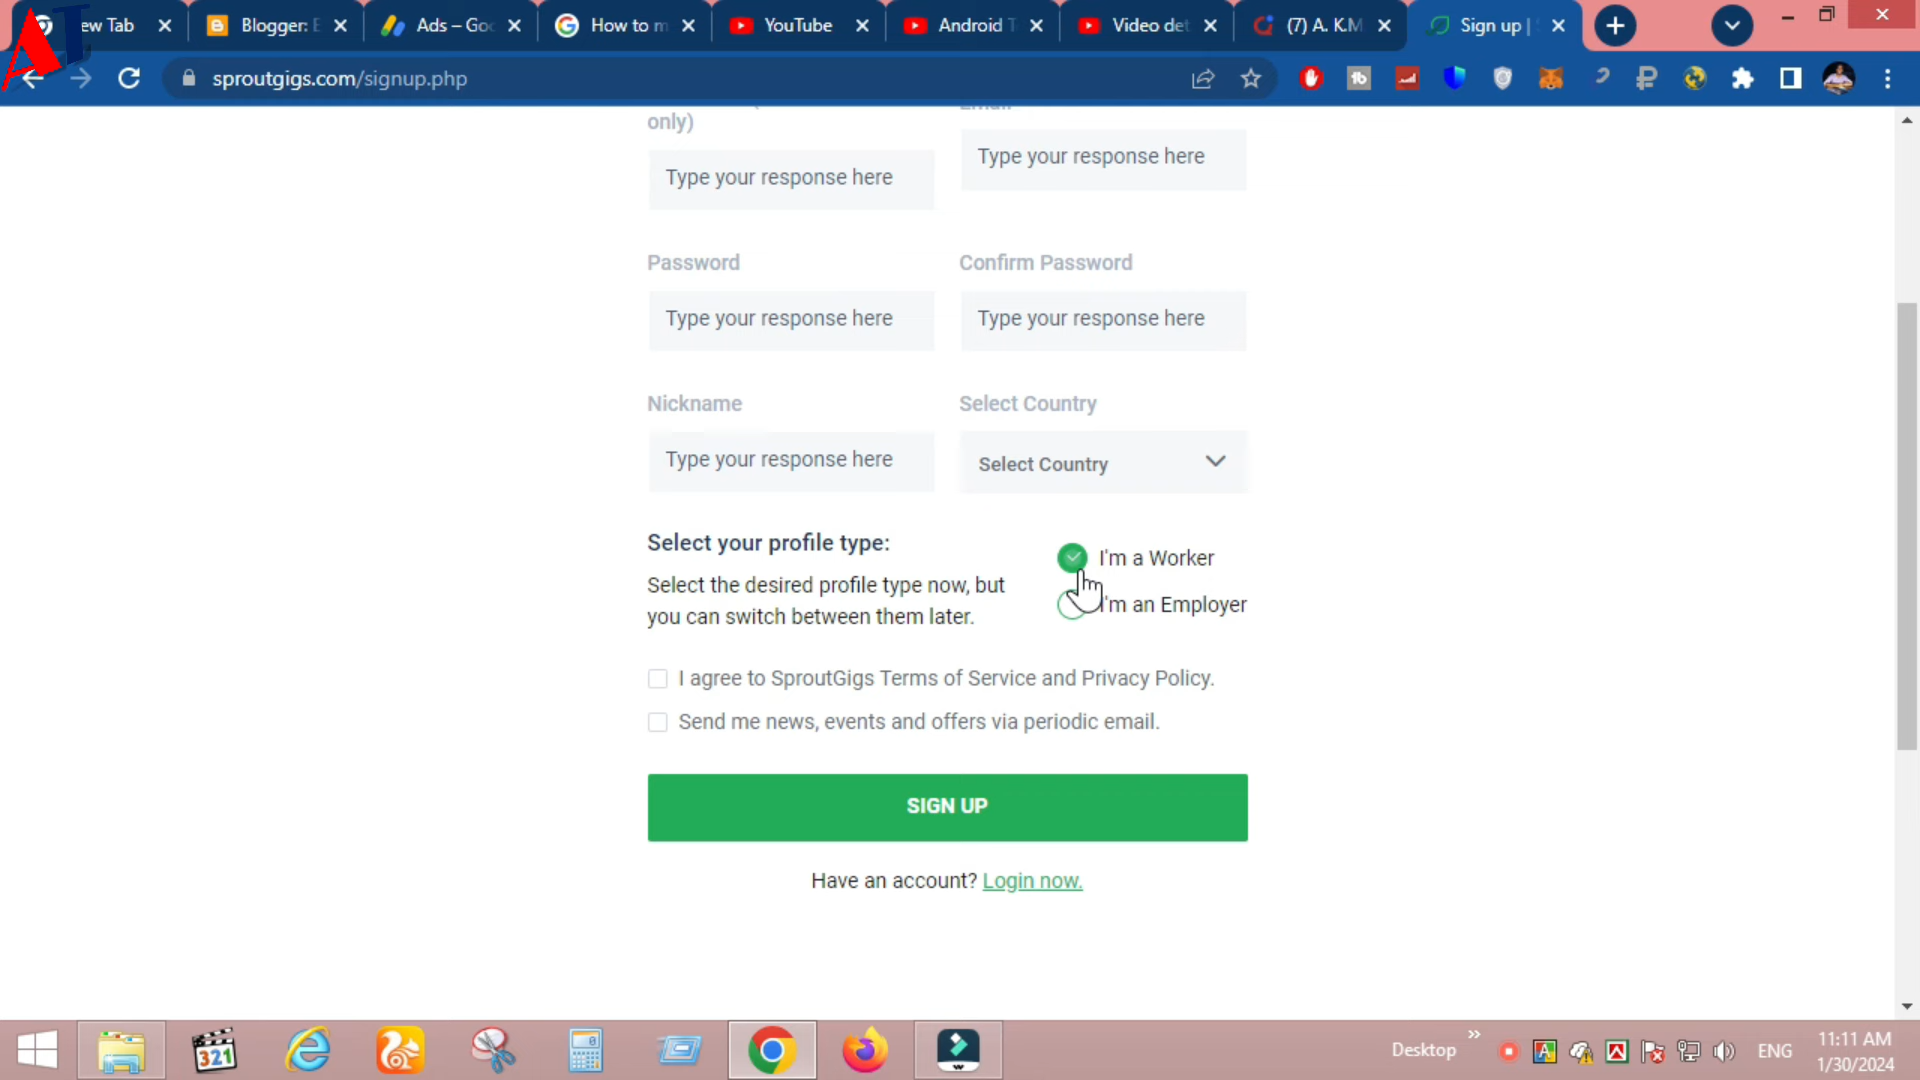 ew Tab
Blogger: E
Ads – Goo
How to m
YouTube
Android T
Video det
(7) A. K.M
Sign up |
sproutgigs.com/signup.php
only)
Type your response here
Type your response here
Password
Confirm Password
Type your response here
Type your response here
Nickname
Select Country
Type your response here
Select Country
Select your profile type:
Select the desired profile type now, but
you can switch between them later.
I'm a Worker
I'm an Employer
I agree to SproutGigs Terms of Service and Privacy Policy.
Send me news, events and offers via periodic email.
SIGN UP
Have an account? Login now.
321
Desktop
ENG
11:11 AM
1/30/2024